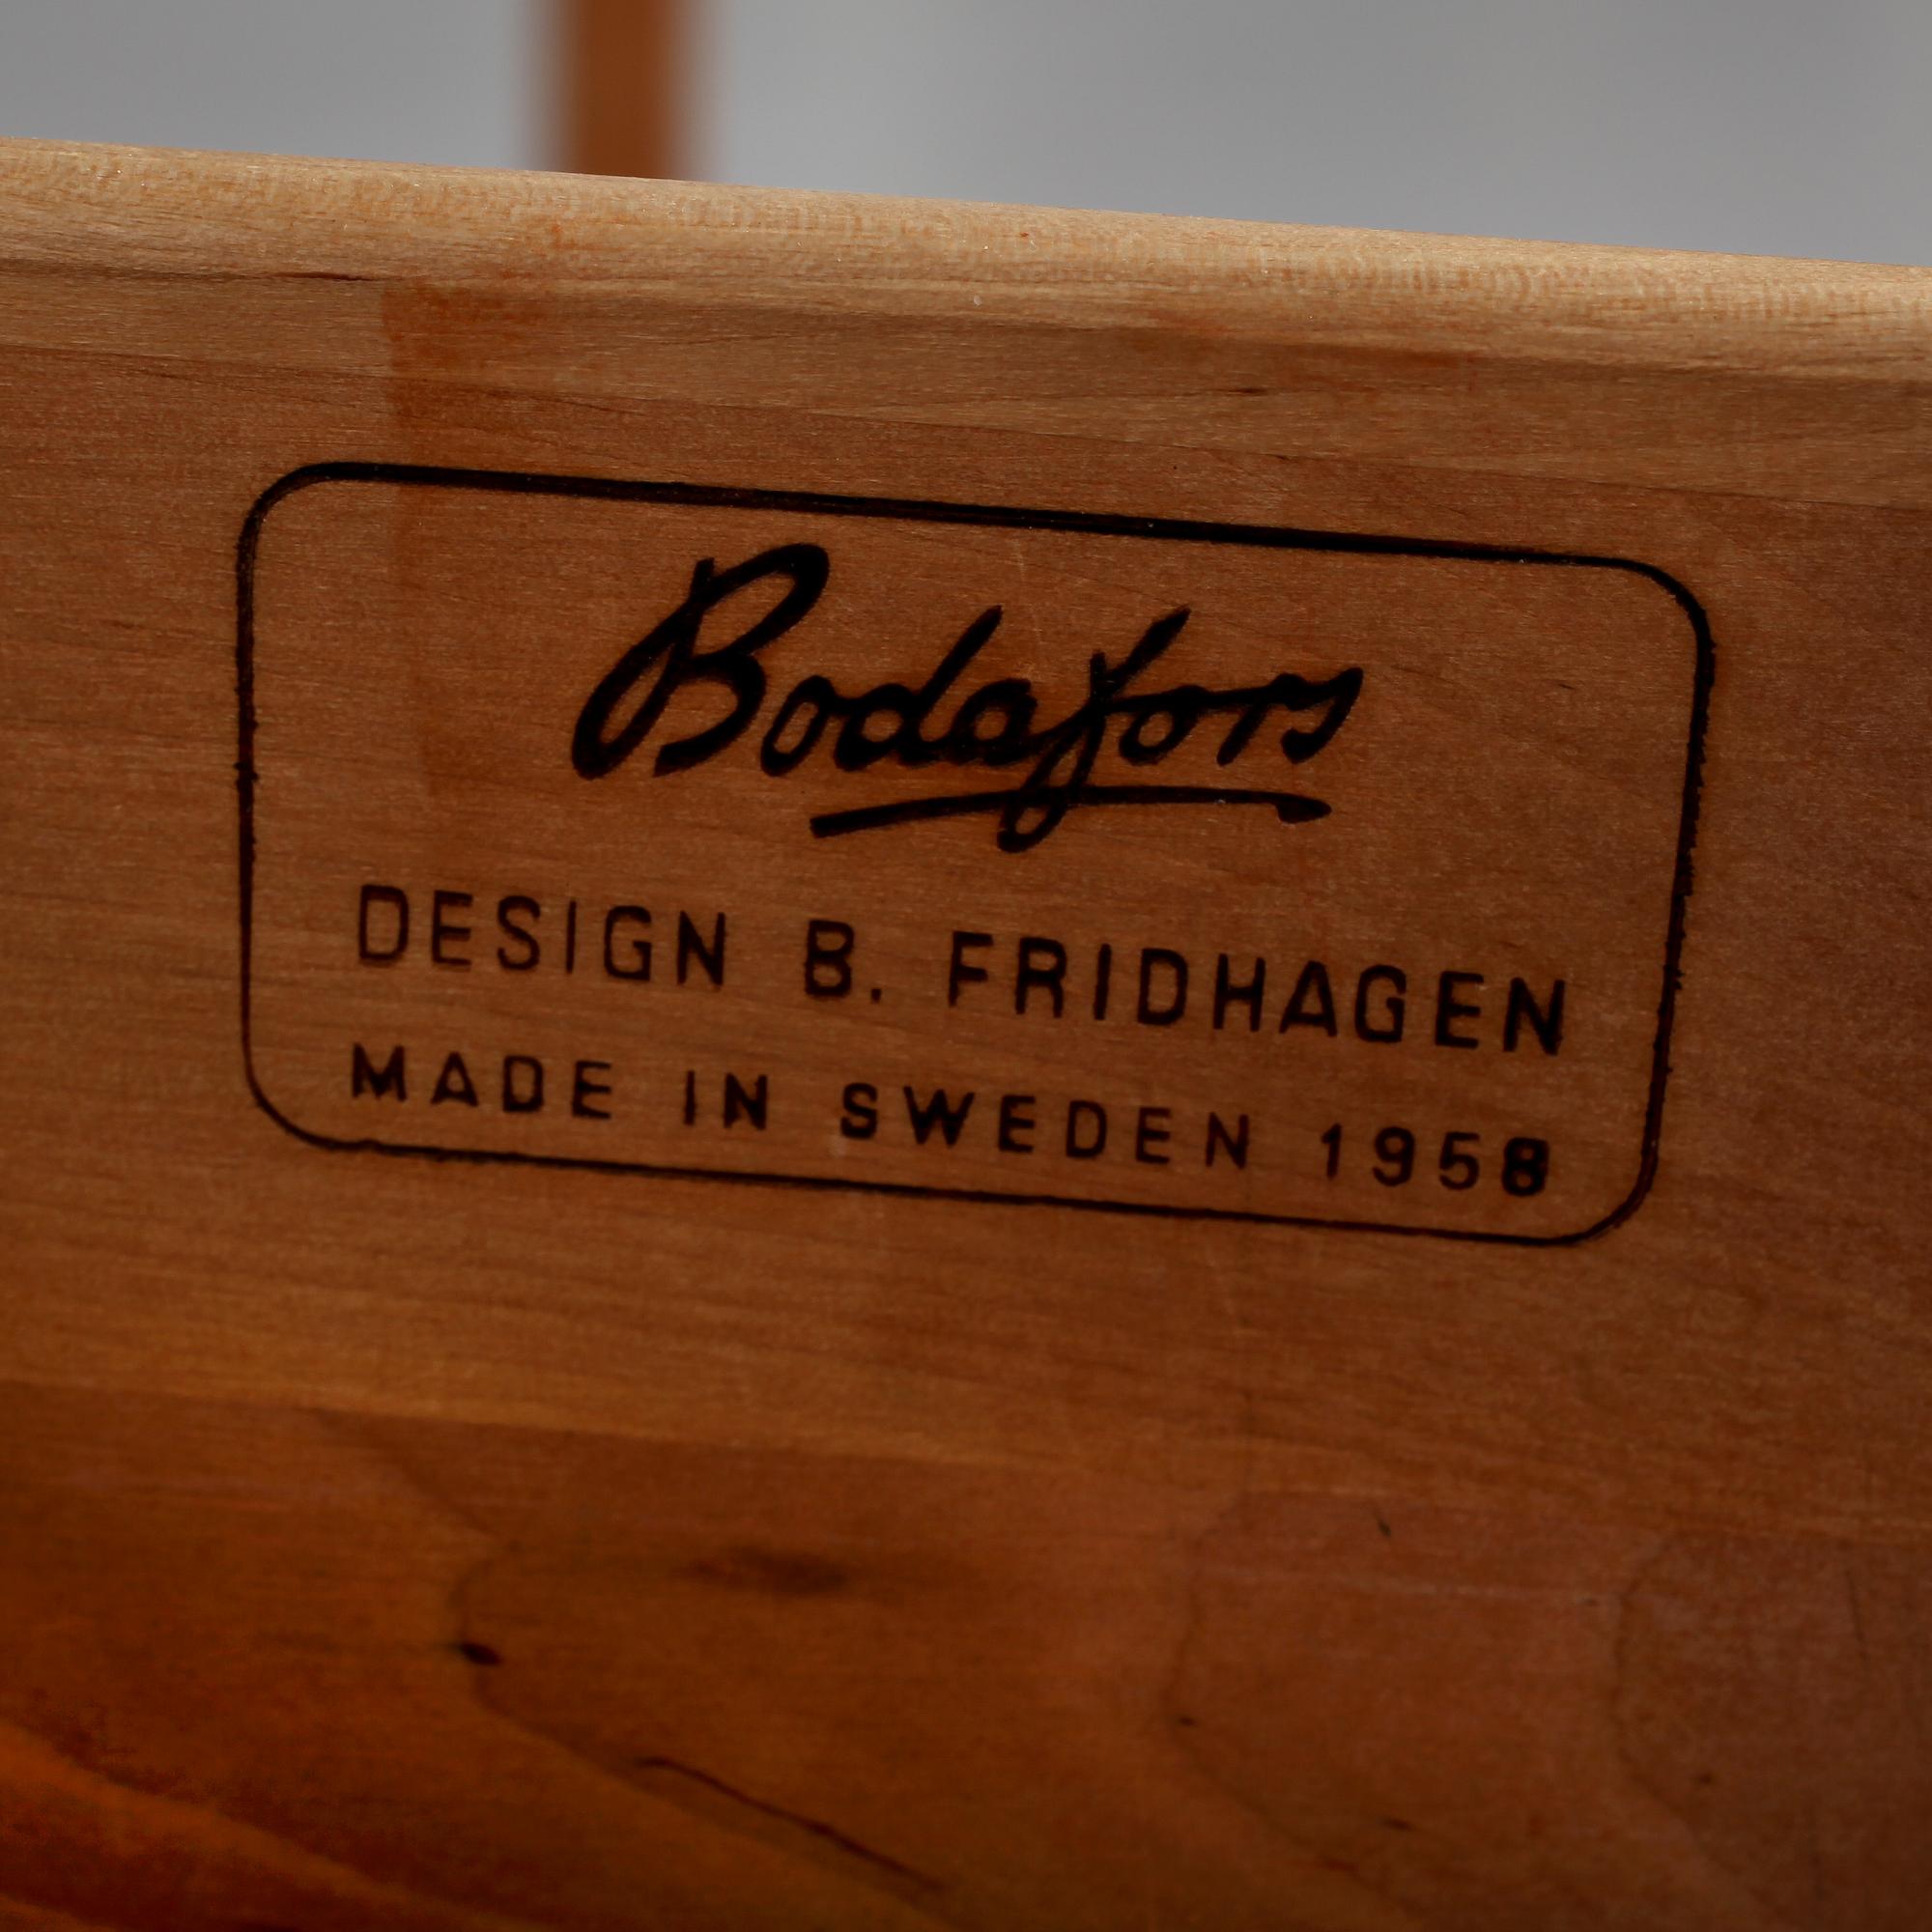 Bodafors
DESIGN B. FRIDHAGEN
MADE IN SWEDEN 1958